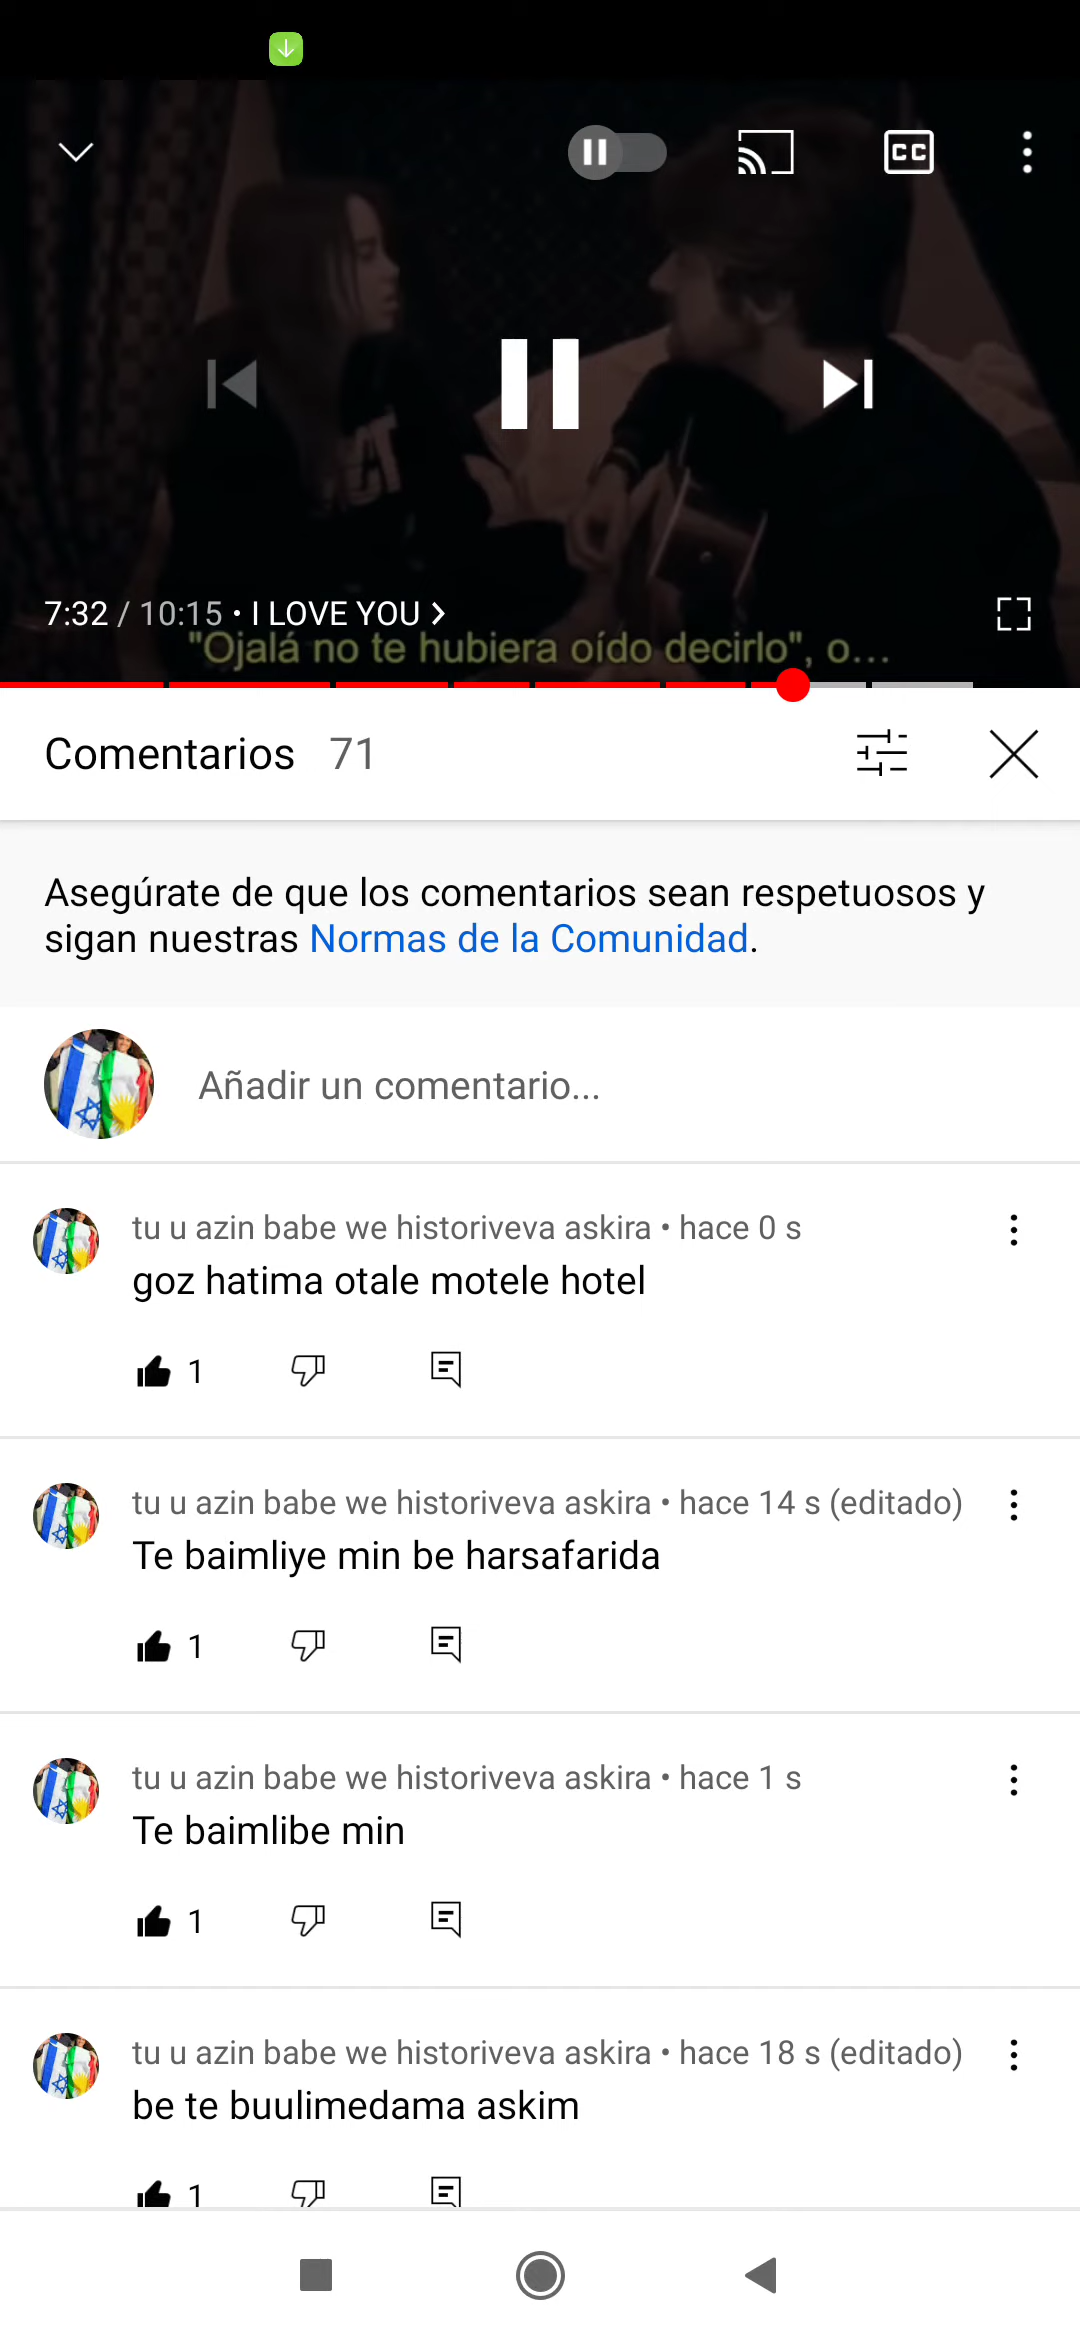 CC
7:32 / 10:15 • I LOVE YOU >
"Ojalá no te hubiera oído decirlo", o...
Comentarios 71
Asegúrate de que los comentarios sean respetuosos y
sigan nuestras Normas de la Comunidad.
Añadir un comentario...
tu u azin babe we historiveva askira • hace 0 s
goz hatima otale motele hotel
1
tu u azin babe we historiveva askira • hace 14 s (editado)
Te baimliye min be harsafarida
1
tu u azin babe we historiveva askira • hace 1 s
Te baimlibe min
1
tu u azin babe we historiveva askira • hace 18 s (editado)
be te buulimedama askim
1